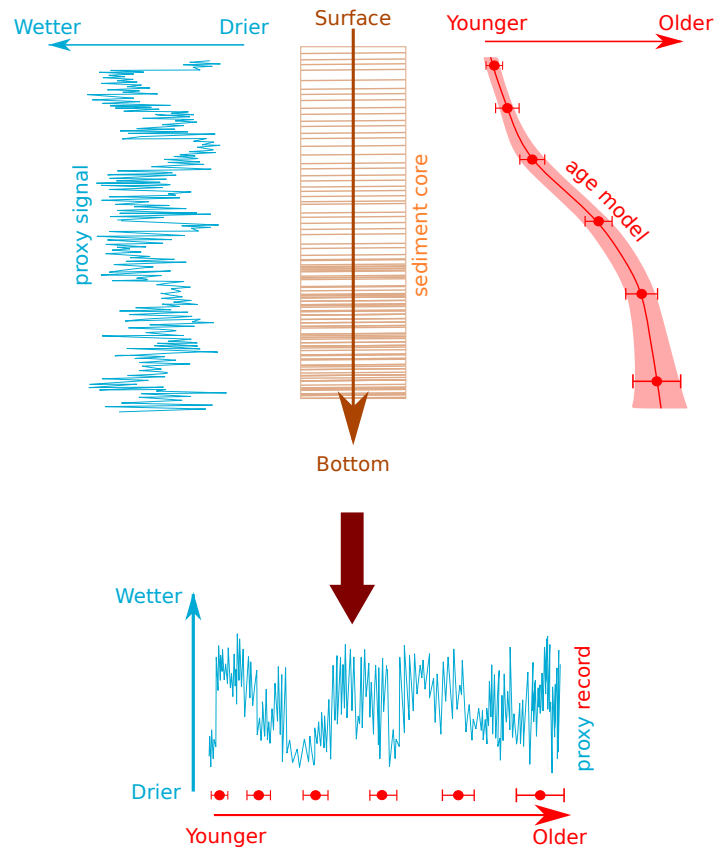 Surface
Wetter
Drier
Younger
Older
proxy signal
sediment core
age model
Bottom
Wetter
proxy record
Drier
Younger
Older